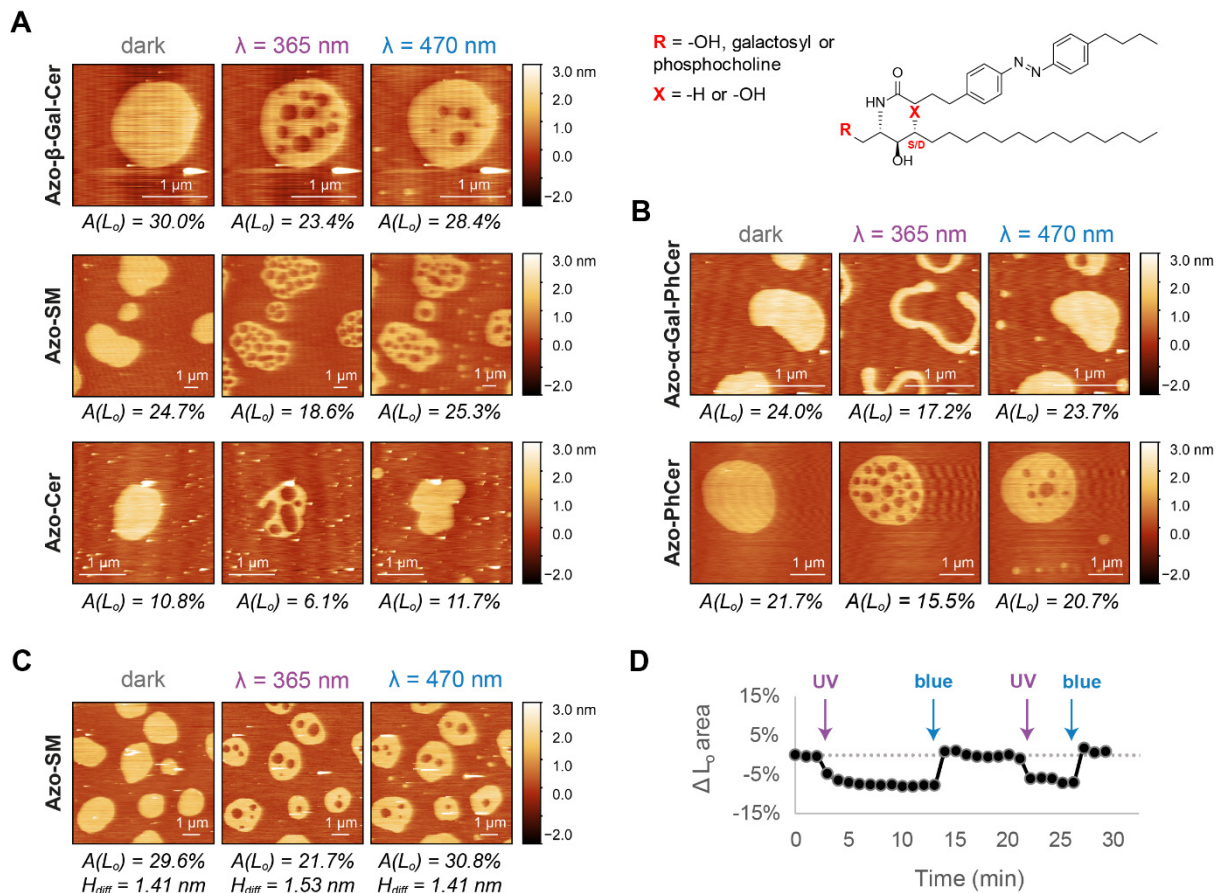 A
dark
λ = 365 nm
λ = 470 nm
Azo-β-Gal-Cer
1 µm
1 µm
1 µm
3.0 nm
2.0
1.0
0.0
−2.0
A(Lo) = 30.0%
A(Lo) = 23.4%
A(Lo) = 28.4%
Azo-SM
1 µm
1 µm
1 µm
3.0 nm
2.0
1.0
0.0
−2.0
A(Lo) = 24.7%
A(Lo) = 18.6%
A(Lo) = 25.3%
Azo-Cer
1 µm
1 µm
1 µm
3.0 nm
2.0
1.0
0.0
−2.0
A(Lo) = 10.8%
A(Lo) = 6.1%
A(Lo) = 11.7%
R = -OH, galactosyl or
phosphocholine
X = -H or -OH
O
N
N
NH
X
R
S/D
OH
B
dark
λ = 365 nm
λ = 470 nm
Azo-α-Gal-PhCer
1 µm
1 µm
1 µm
3.0 nm
2.0
1.0
0.0
−2.0
A(Lo) = 24.0%
A(Lo) = 17.2%
A(Lo) = 23.7%
Azo-PhCer
1 µm
1 µm
1 µm
3.0 nm
2.0
1.0
0.0
−2.0
A(Lo) = 21.7%
A(Lo) = 15.5%
A(Lo) = 20.7%
C
dark
λ = 365 nm
λ = 470 nm
Azo-SM
1 µm
1 µm
1 µm
3.0 nm
2.0
1.0
0.0
−2.0
A(Lo) = 29.6%
A(Lo) = 21.7%
A(Lo) = 30.8%
Hdiff = 1.41 nm
Hdiff = 1.53 nm
Hdiff = 1.41 nm
D
UV
blue
UV
blue
Δ Lo area
15%
5%
-5%
-15%
0
5
10
15
20
25
30
Time (min)